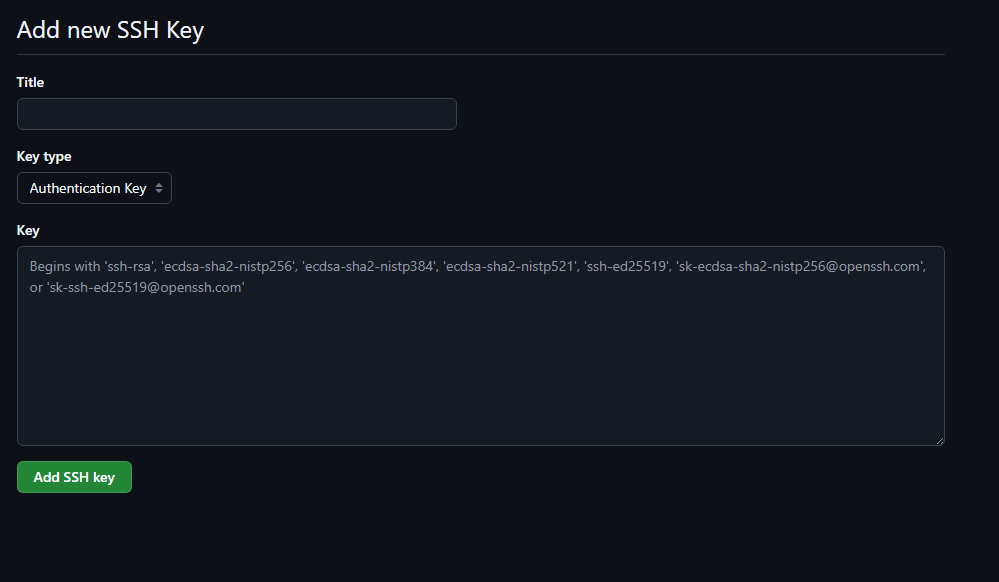 Add new SSH Key
Title
Key type
Authentication Key
Key
Begins with 'ssh-rsa', 'ecdsa-sha2-nistp256', 'ecdsa-sha2-nistp384', 'ecdsa-sha2-nistp521', 'ssh-ed25519', 'sk-ecdsa-sha2-nistp256@openssh.com',
or 'sk-ssh-ed25519@openssh.com'
Add SSH key